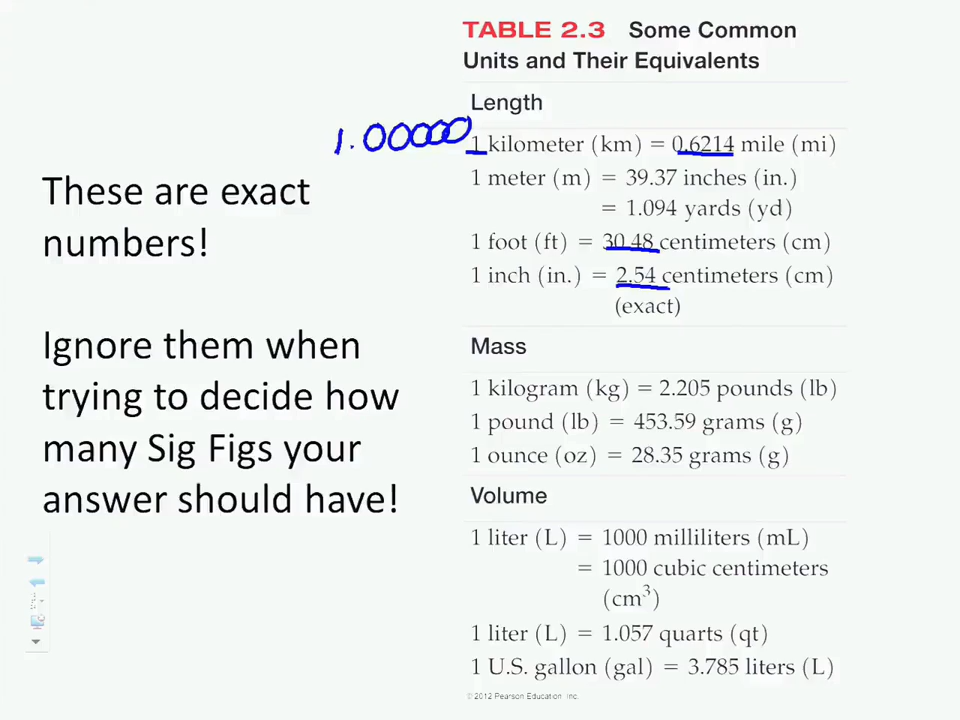 TABLE 2.3 Some Common
Units and Their Equivalents
Length
1.000000
1 kilometer (km) = 0.6214 mile (mi)
1 meter (m) = 39.37 inches (in.)
= 1.094 yards (yd)
1 foot (ft) = 30.48 centimeters (cm)
1 inch (in.) = 2.54 centimeters (cm)
(exact)
Mass
1 kilogram (kg) = 2.205 pounds (lb)
1 pound (lb) = 453.59 grams (g)
1 ounce (oz) = 28.35 grams (g)
Volume
1 liter (L) = 1000 milliliters (mL)
= 1000 cubic centimeters
(cm³)
1 liter (L) = 1.057 quarts (qt)
1 U.S. gallon (gal) = 3.785 liters (L)
© 2012 Pearson Education Inc.
These are exact
numbers!
Ignore them when
trying to decide how
many Sig Figs your
answer should have!